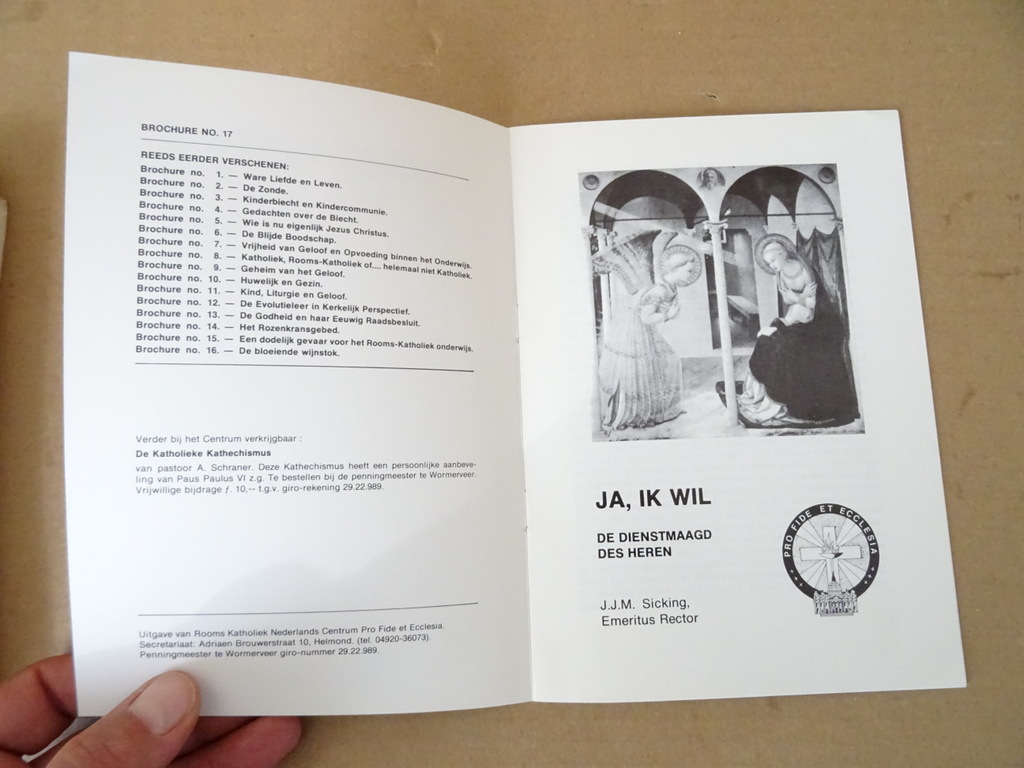 BROCHURE NO. 17
REEDS EERDER VERSCHENEN:
Brochure no. 1. — Ware Liefde en Leven.
Brochure no. 2. — De Zonde.
Brochure no. 3. — Kinderbiecht en Kindercommunie.
Brochure no. 4. — Gedachten over de Biecht.
Brochure no. 5. — Wie is nu eigenlijk Jezus Christus.
Brochure no. 6. — De Blijde Boodschap.
Brochure no. 7. — Vrijheid van Geloof en Opvoeding binnen het Onderwijs.
Brochure no. 8. — Katholiek, Rooms-Katholiek of.... helemaal niet Katholiek.
Brochure no. 9. — Geheim van het Geloof.
Brochure no. 10. — Huwelijk en Gezin.
Brochure no. 11. — Kind, Liturgie en Geloof.
Brochure no. 12. — De Evolutieleer in Kerkelijk Perspectief.
Brochure no. 13. — De Godheid en haar Eeuwig Raadsbesluit.
Brochure no. 14. — Het Rozenkransgebed.
Brochure no. 15. — Een dodelijk gevaar voor het Rooms-Katholiek onderwijs.
Brochure no. 16. — De bloeiende wijnstok.
Verder bij het Centrum verkrijgbaar :
De Katholieke Kathechismus
van pastoor A. Schraner. Deze Kathechismus heeft een persoonlijke aanbeve-
ling van Paus Paulus VI z.g. Te bestellen bij de penningmeester te Wormerveer.
Vrijwillige bijdrage f. 10,-- t.g.v. giro-rekening 29.22.989.
Uitgave van Rooms Katholiek Nederlands Centrum Pro Fide et Ecclesia.
Secretariaat: Adriaen Brouwerstraat 10, Helmond. (tel. 04920-36073).
Penningmeester te Wormerveer giro-nummer 29.22.989.
JA, IK WIL
DE DIENSTMAAGD
DES HEREN
PRO FIDE ET ECCLESIA
J.J.M. Sicking,
Emeritus Rector